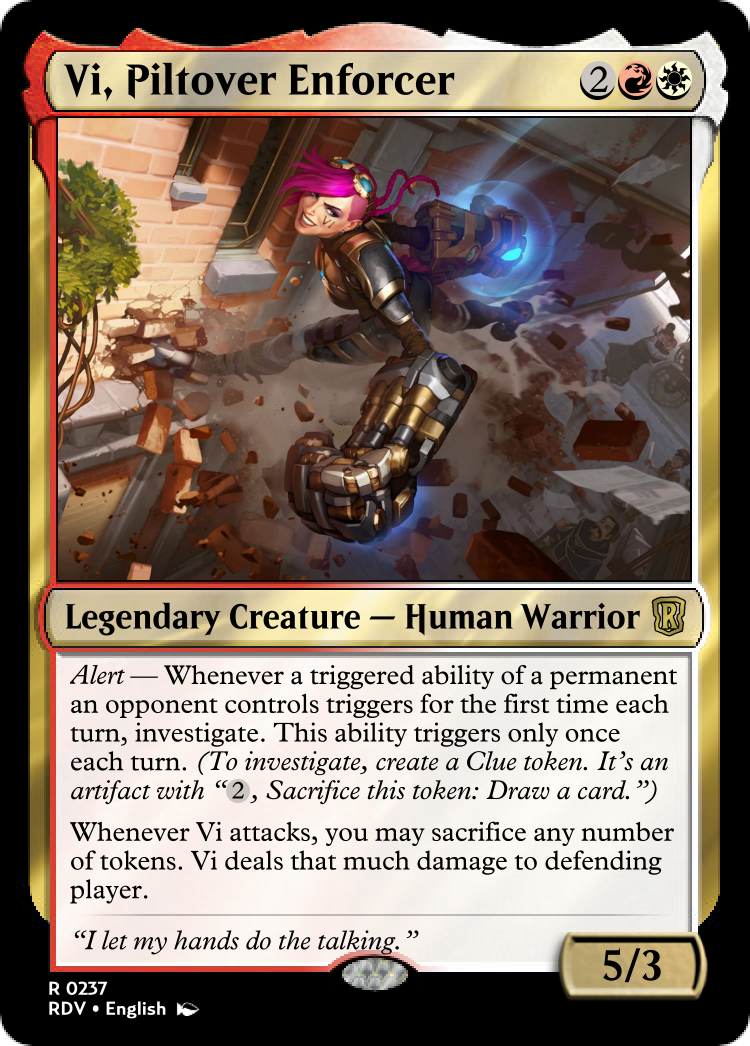 Vi, Piltover Enforcer
2
Legendary Creature — Human Warrior
R
Alert — Whenever a triggered ability of a permanent
an opponent controls triggers for the first time each
turn, investigate. This ability triggers only once
each turn. (To investigate, create a Clue token. It's an
artifact with “2, Sacrifice this token: Draw a card.”)
Whenever Vi attacks, you may sacrifice any number
of tokens. Vi deals that much damage to defending
player.
“I let my hands do the talking.”
5/3
R 0237
RDV • English